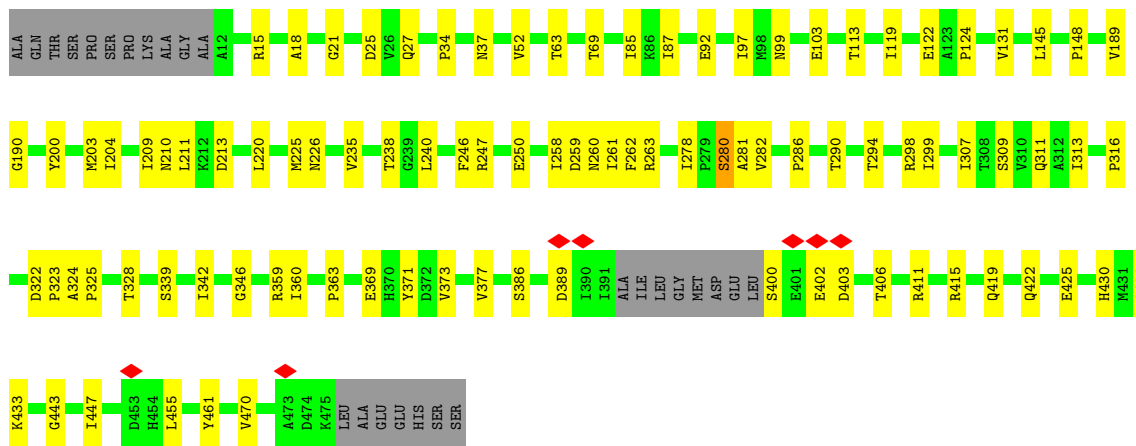 ALA GLN THR SER PRO SER PRO LYS ALA GLY ALA A12 R15 A18 G21 D25 V26 Q27 P34 N37 V52 T63 T69 I85 K86 I87 E92 I97 M98 N99 E103 T113 I119 E122 A123 P124 V131 L145 P148 V189
G190 Y200 M203 I204 I209 N210 L211 K212 D213 L220 M225 N226 V235 T238 G239 L240 F246 R247 E250 I258 D259 N260 I261 F262 R263 I278 P279 S280 A281 V282 P286 T290 T294 R298 I299 I307 T308 S309 V310 Q311 A312 I313 P316
D322 P323 A324 P325 T328 S339 I342 G346 R359 I360 P363 E369 H370 Y371 D372 V373 V377 S386 D389 I390 I391 ALA ILE LEU GLY MET ASP GLU LEU S400 E401 E402 D403 T406 R411 R415 Q419 Q422 E425 H430 M431
K433 G443 I447 D453 H454 L455 Y461 V470 A473 D474 K475 LEU ALA GLU GLU HIS SER SER